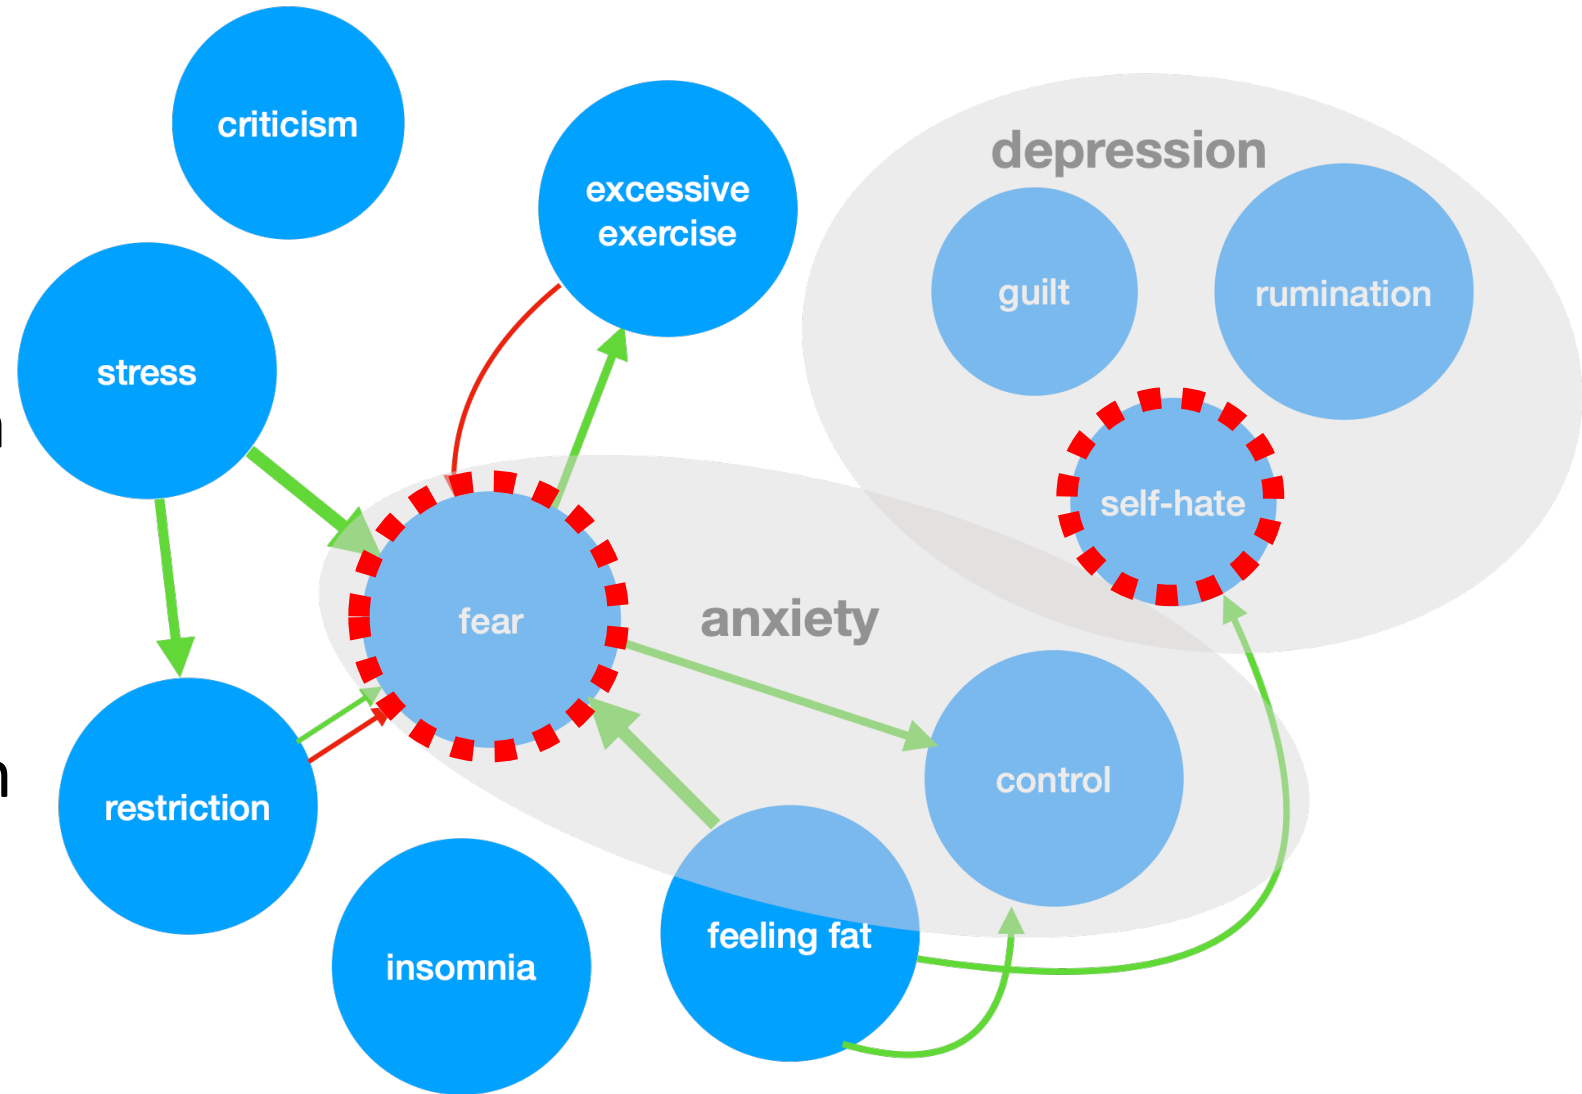 criticism
excessive
exercise
depression
guilt
rumination
stress
self-hate
fear
anxiety
control
restriction
feeling fat
insomnia